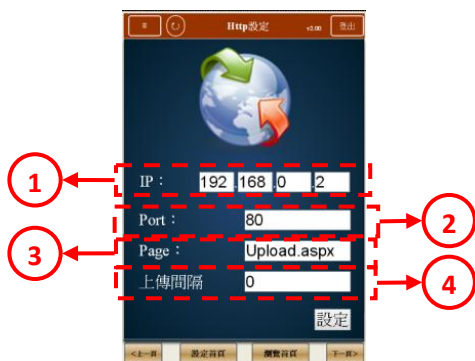 ≡ ↻ Http設定 v2.00 登出
1 IP： 192 . 168 . 0 . 2
Port： 80 2
3 Page： Upload.aspx
上傳間隔 0 4
設定
<上一頁 設定首頁 瀏覽首頁 下一頁>